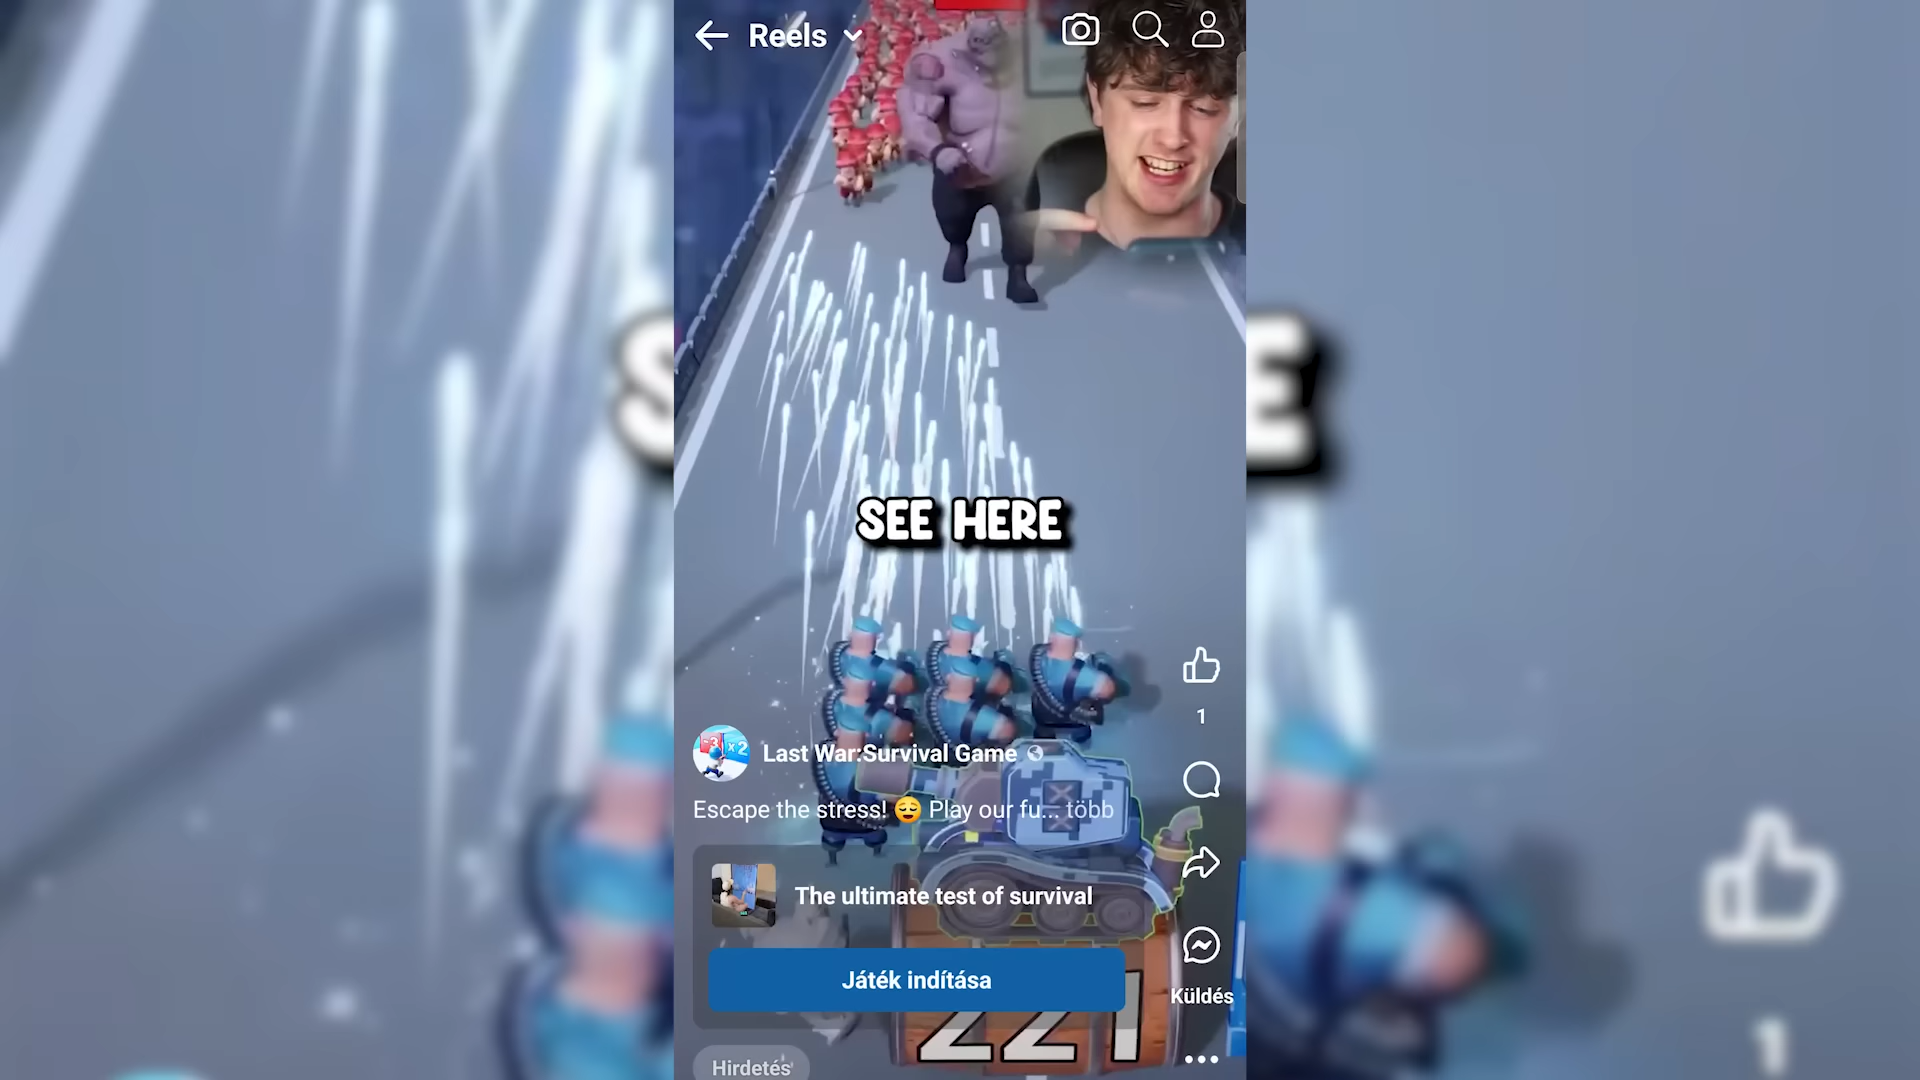 Reels
SEE HERE
1
Last War:Survival Game
Escape the stress! 😌 Play our fu... több
The ultimate test of survival
Játék indítása
Küldés
221
Hirdetés